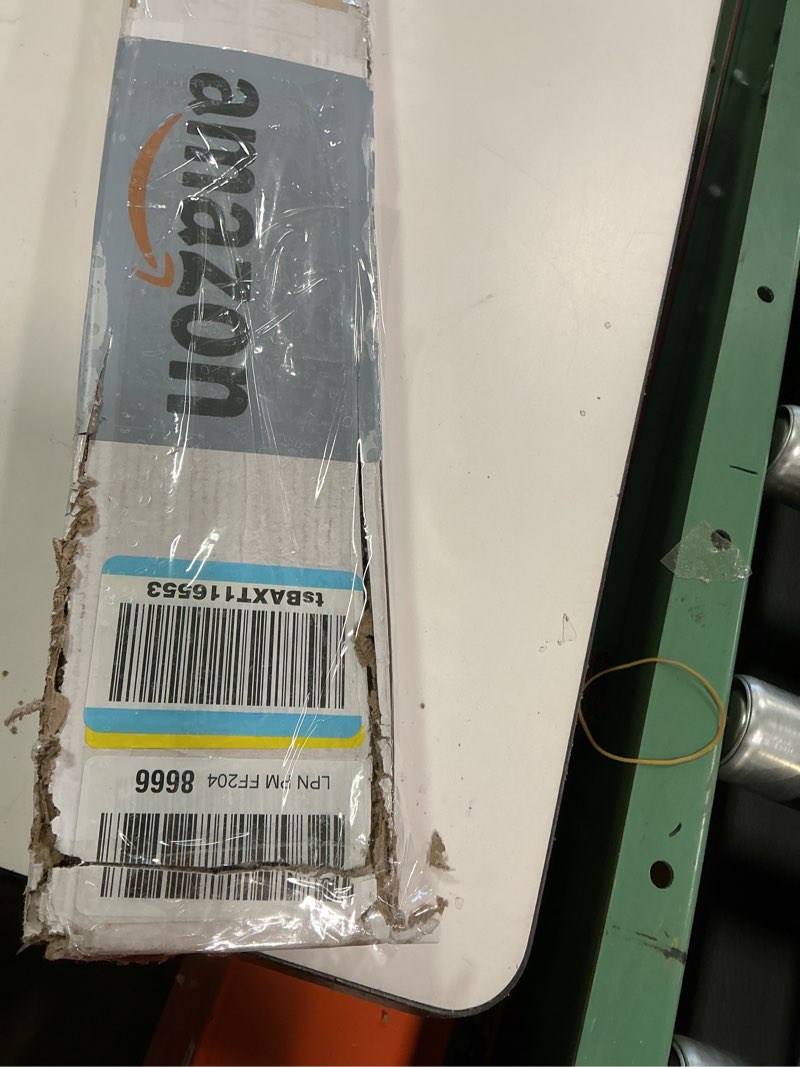 amazon
tsBAXT116553
LPN PM FF204 8666